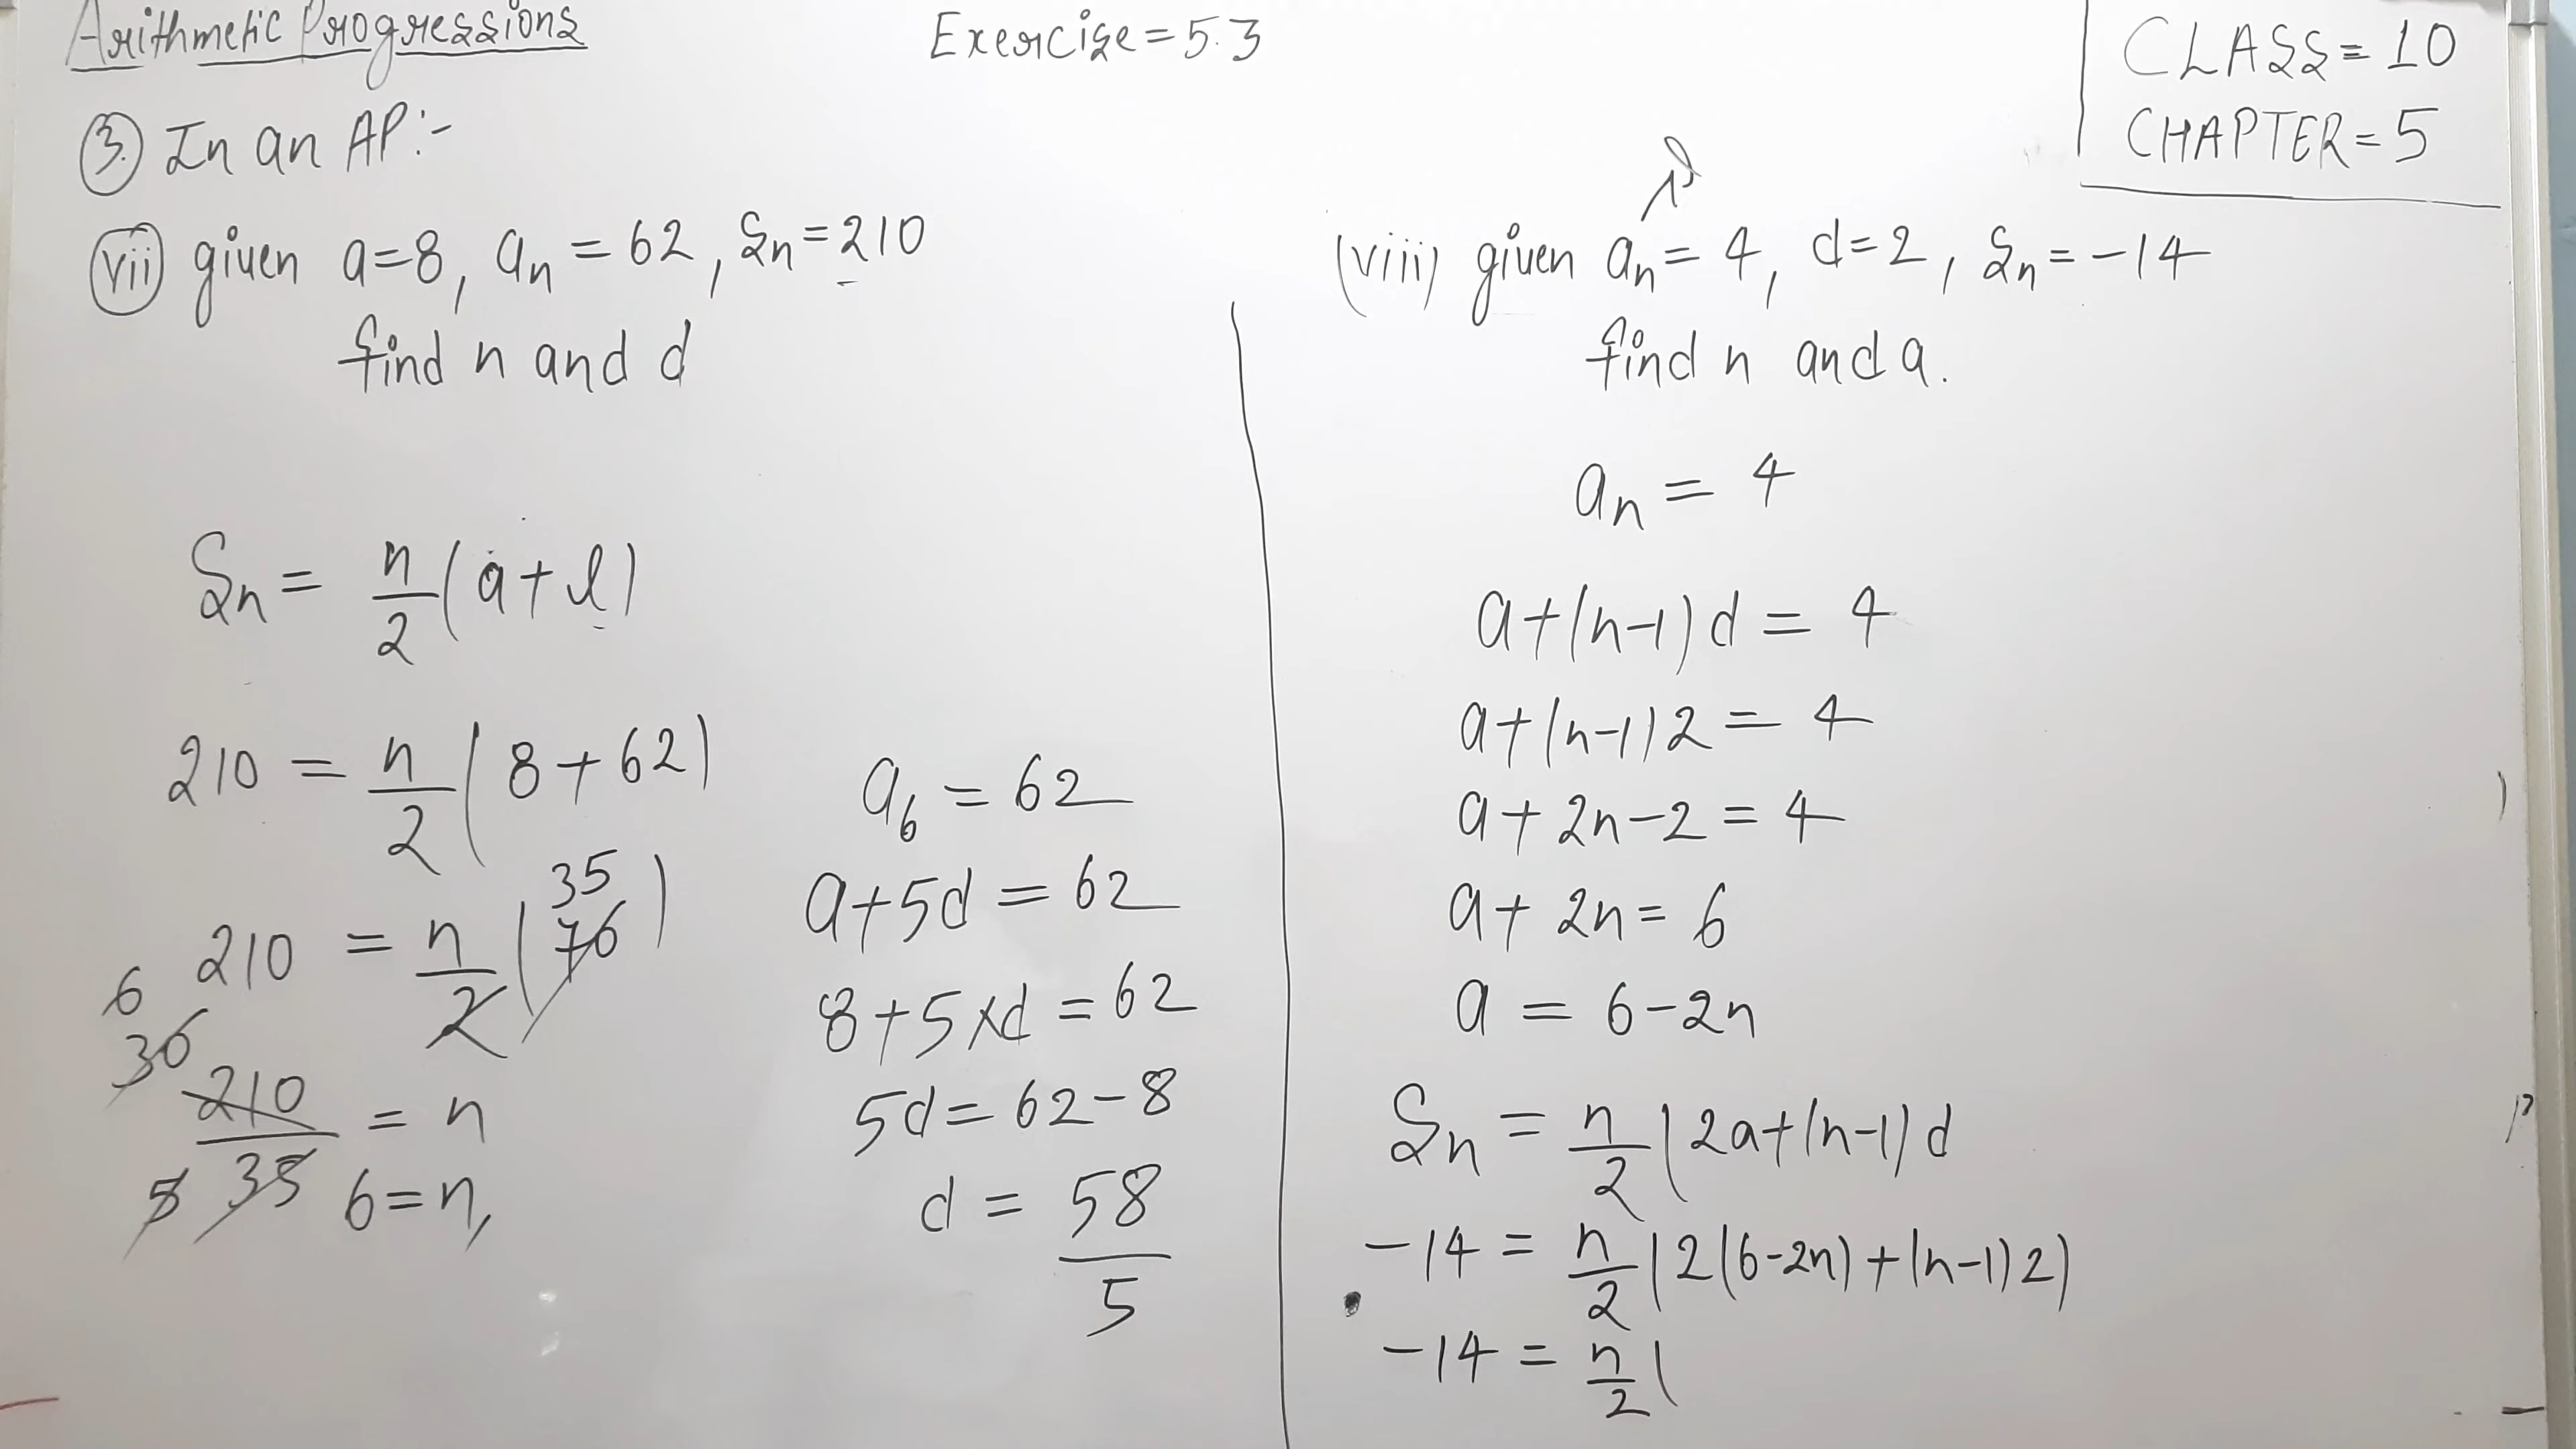 Arithmetic Progressions
Exercise = 5.3
CLASS = 10
CHAPTER = 5
3. In an AP:-
vii) given a=8, an = 62, Sn = 210
find n and d
Sn = n/2 (a + l)
210 = n/2 (8 + 62)
210 = n/2 (70) 35
6
30
210/35 = n
5
6 = n,
a6 = 62
a+5d = 62
8+5×d = 62
5d = 62-8
d = 58/5
l
(viii) given an = 4, d=2, Sn = -14
find n and a.
an = 4
a+(n-1)d = 4
a+(n-1)2 = 4
a+2n-2 = 4
a+2n = 6
a = 6-2n
Sn = n/2 (2a+(n-1)d
-14 = n/2 (2(6-2n)+(n-1)2)
-14 = n/2 (